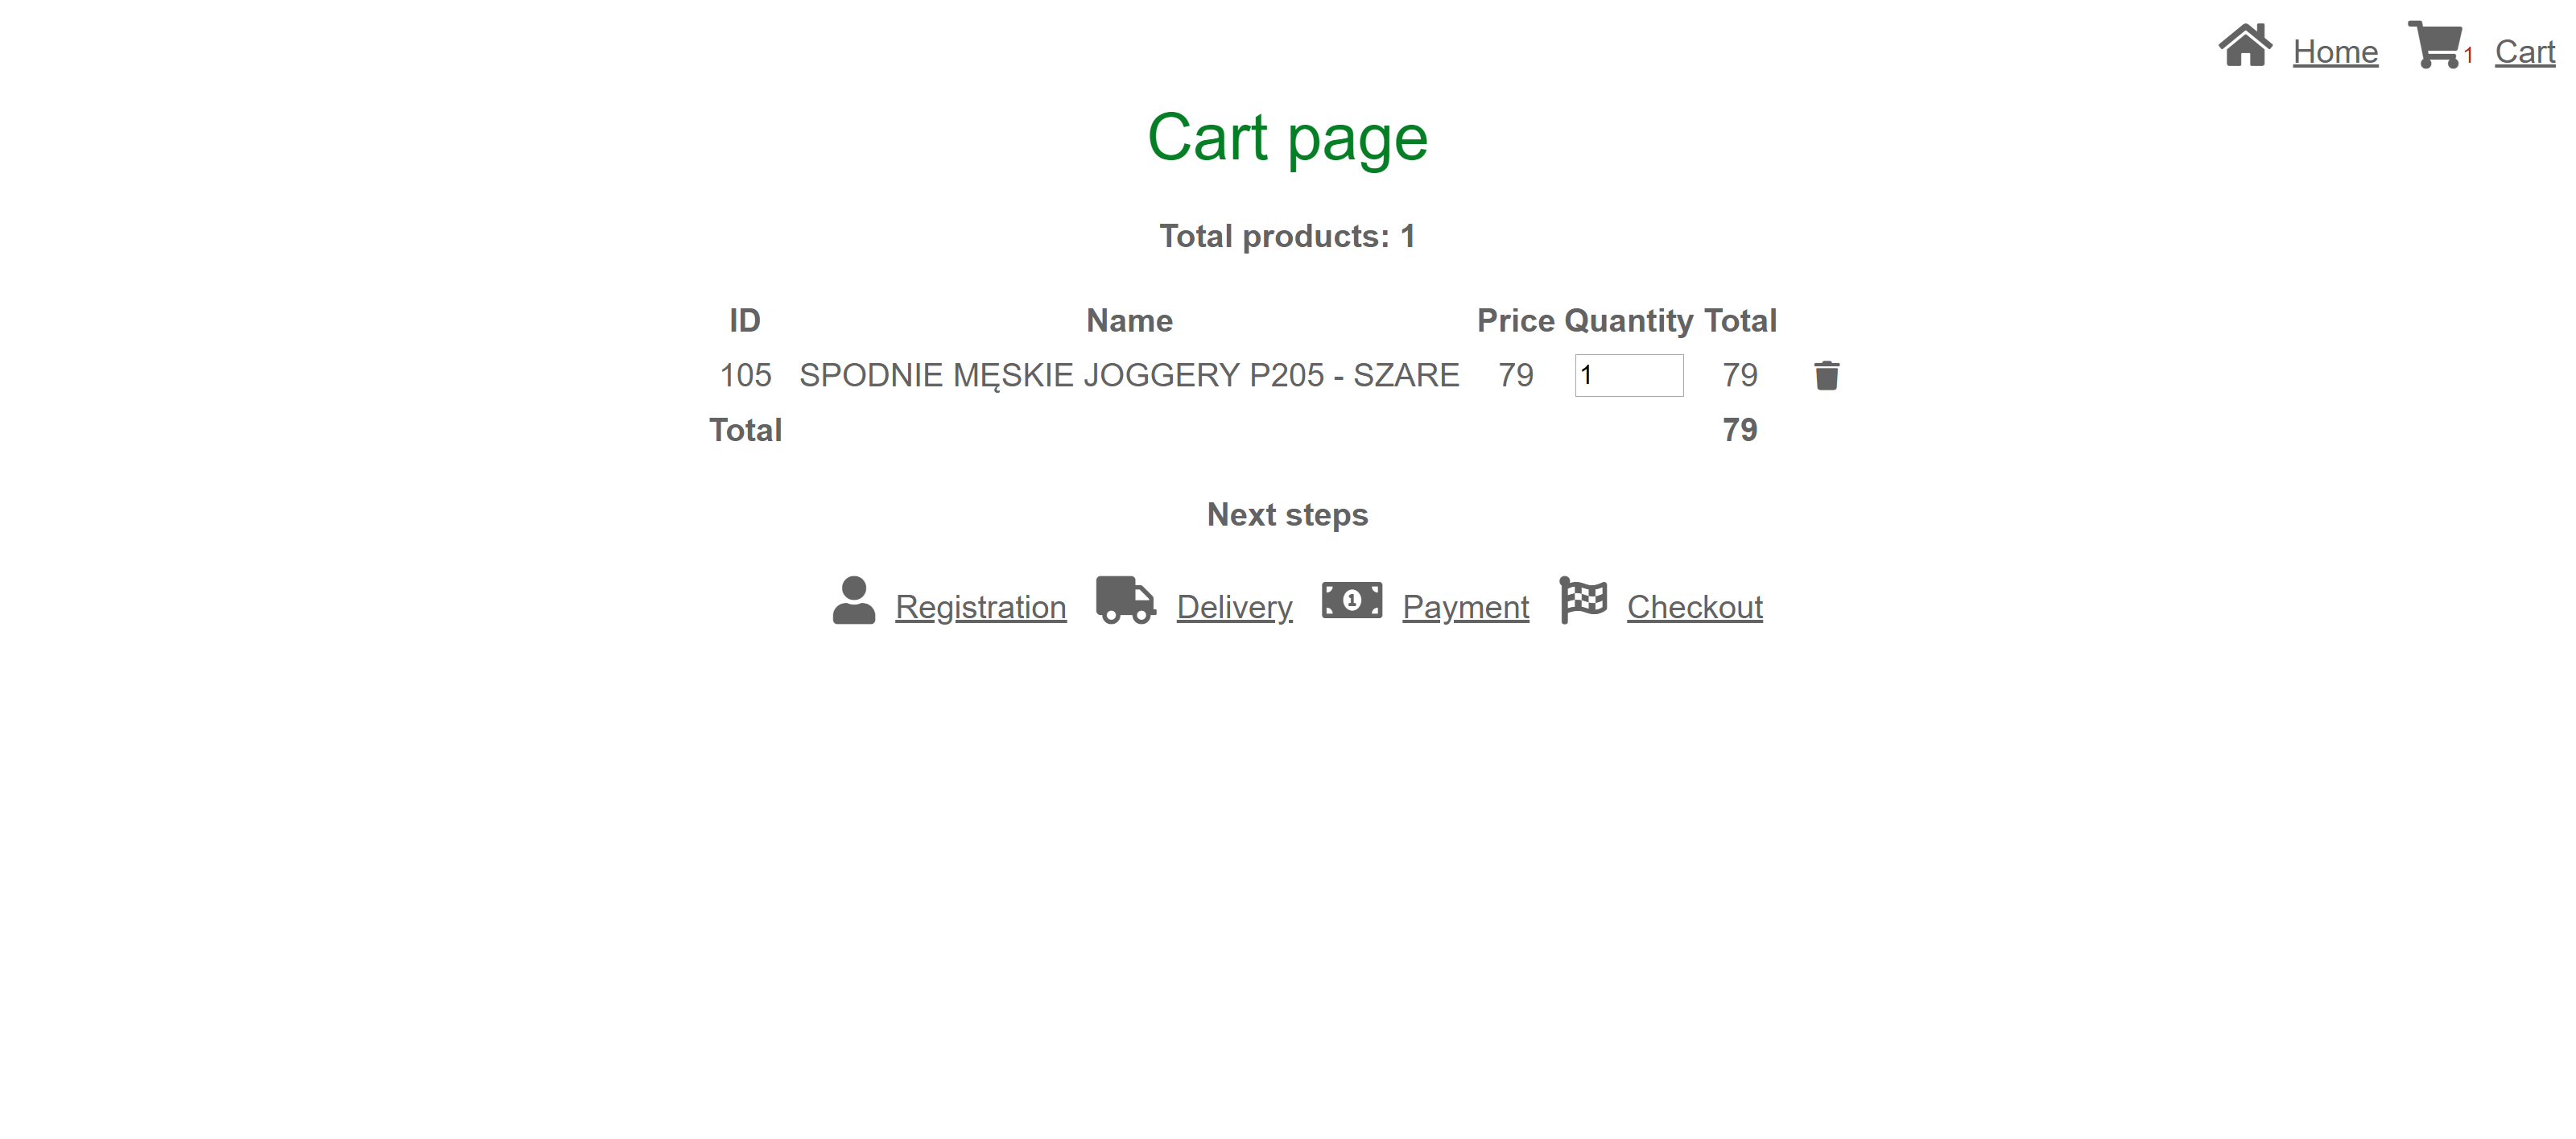 Home 1 Cart
Cart page
Total products: 1
ID Name Price Quantity Total
105 SPODNIE MĘSKIE JOGGERY P205 - SZARE 79 1 79
Total 79
Next steps
Registration Delivery 1 Payment Checkout